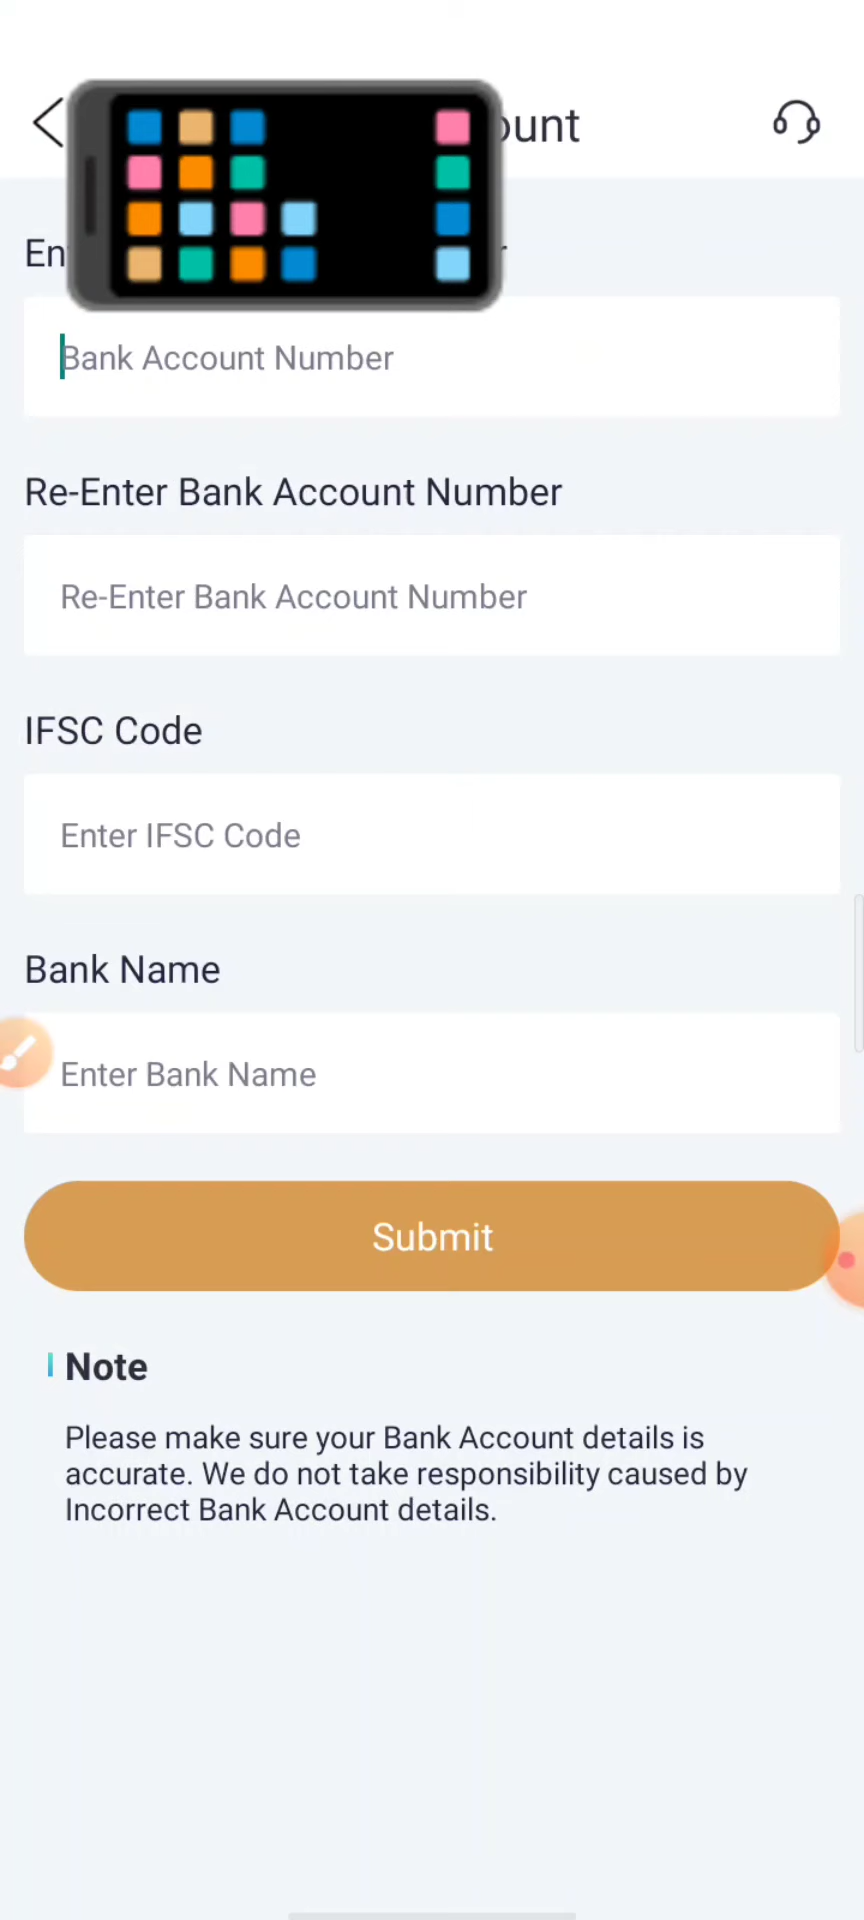 Bank Account Number
Re-Enter Bank Account Number
Re-Enter Bank Account Number
IFSC Code
Enter IFSC Code
Bank Name
Enter Bank Name
Submit
Note
Please make sure your Bank Account details is
accurate. We do not take responsibility caused by
Incorrect Bank Account details.